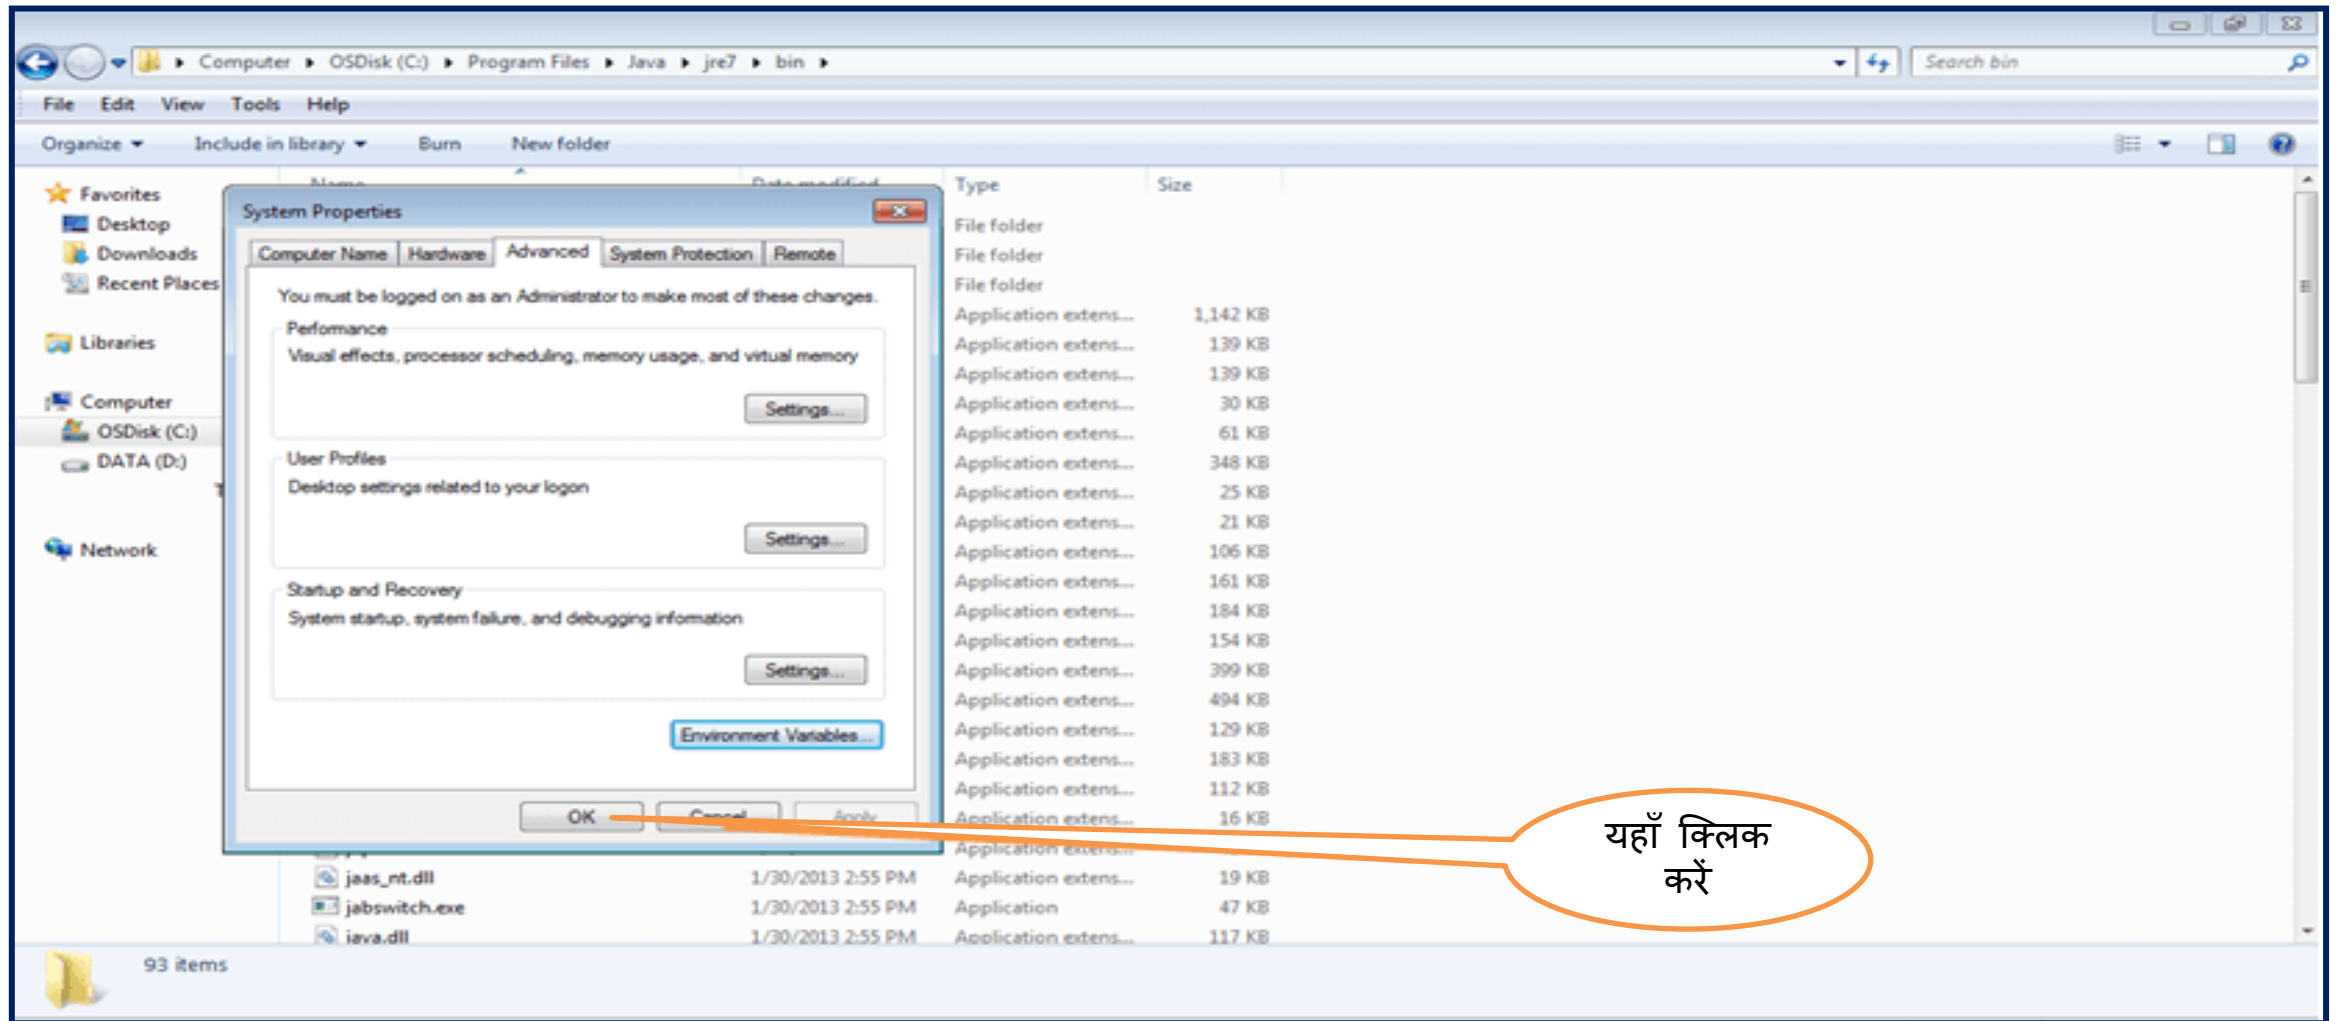 Computer ▸ OSDisk (C:) ▸ Program Files ▸ Java ▸ jre7 ▸ bin ▸
Search bin
File Edit View Tools Help
Organize Include in library Burn New folder
Name Date modified Type Size
Favorites
Desktop
Downloads
Recent Places
Libraries
Computer
OSDisk (C:)
DATA (D:)
Network
System Properties
Computer Name Hardware Advanced System Protection Remote
You must be logged on as an Administrator to make most of these changes.
Performance
Visual effects, processor scheduling, memory usage, and virtual memory
Settings...
User Profiles
Desktop settings related to your logon
Settings...
Startup and Recovery
System startup, system failure, and debugging information
Settings...
Environment Variables...
OK Cancel Apply
File folder
File folder
File folder
Application extens... 1,142 KB
Application extens... 139 KB
Application extens... 139 KB
Application extens... 30 KB
Application extens... 61 KB
Application extens... 348 KB
Application extens... 25 KB
Application extens... 21 KB
Application extens... 106 KB
Application extens... 161 KB
Application extens... 184 KB
Application extens... 154 KB
Application extens... 399 KB
Application extens... 494 KB
Application extens... 129 KB
Application extens... 183 KB
Application extens... 112 KB
Application extens... 16 KB
Application extens...
jaas_nt.dll 1/30/2013 2:55 PM Application extens... 19 KB
jabswitch.exe 1/30/2013 2:55 PM Application 47 KB
java.dll 1/30/2013 2:55 PM Application extens... 117 KB
यहाँ क्लिक
करें
93 items